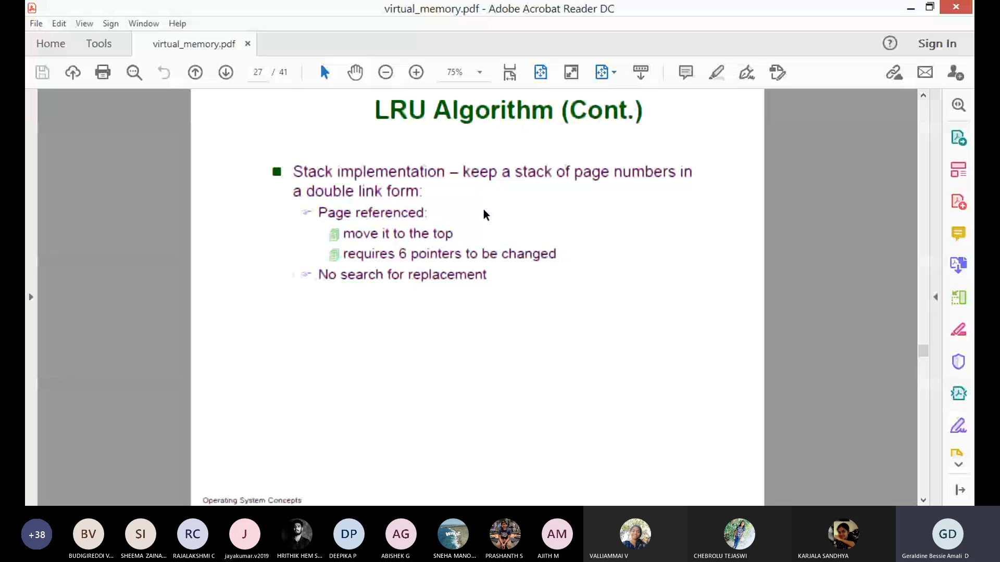 virtual_memory.pdf - Adobe Acrobat Reader DC
File Edit View Sign Window Help
Home Tools virtual_memory.pdf × Sign In
27 / 41 75%
LRU Algorithm (Cont.)
Stack implementation – keep a stack of page numbers in
a double link form:
Page referenced:
move it to the top
requires 6 pointers to be changed
No search for replacement
Operating System Concepts
+38 BV SI RC J DP AG WAVE AM GD
BUDIGIREDDI V... SHEEMA ZAINA... RAJALAKSHMI C jayakumar.v2019 HRITHIK HEM S... DEEPIKA P ABISHEK G SNEHA MANO... PRASHANTH S AJITH M VALLIAMMAI V CHEBROLU TEJASWI KARJALA SANDHYA Geraldine Bessie Amali D